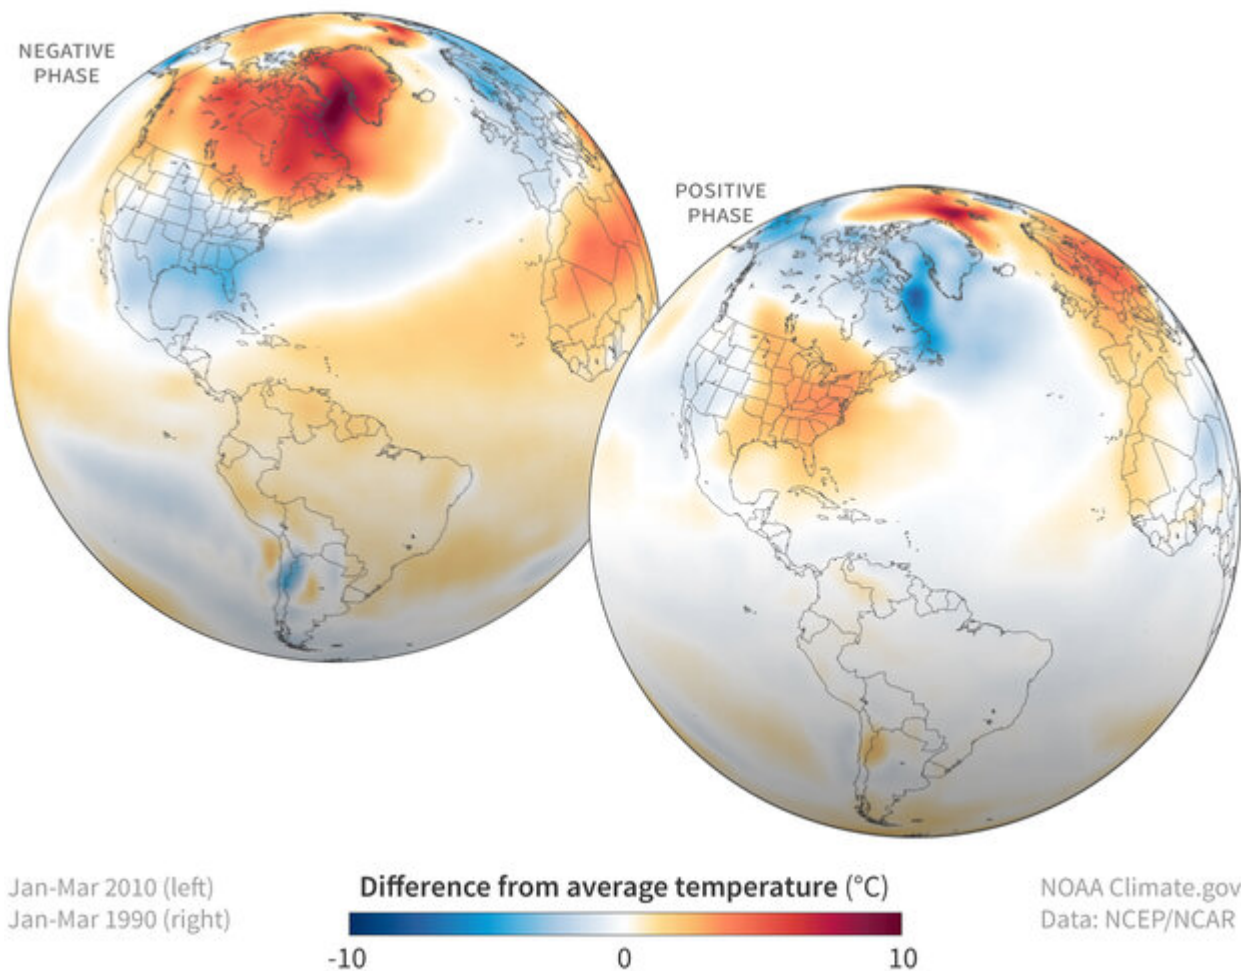 NEGATIVE
PHASE
POSITIVE
PHASE
Jan-Mar 2010 (left)
Jan-Mar 1990 (right)
Difference from average temperature (°C)
-10
0
10
NOAA Climate.gov
Data: NCEP/NCAR